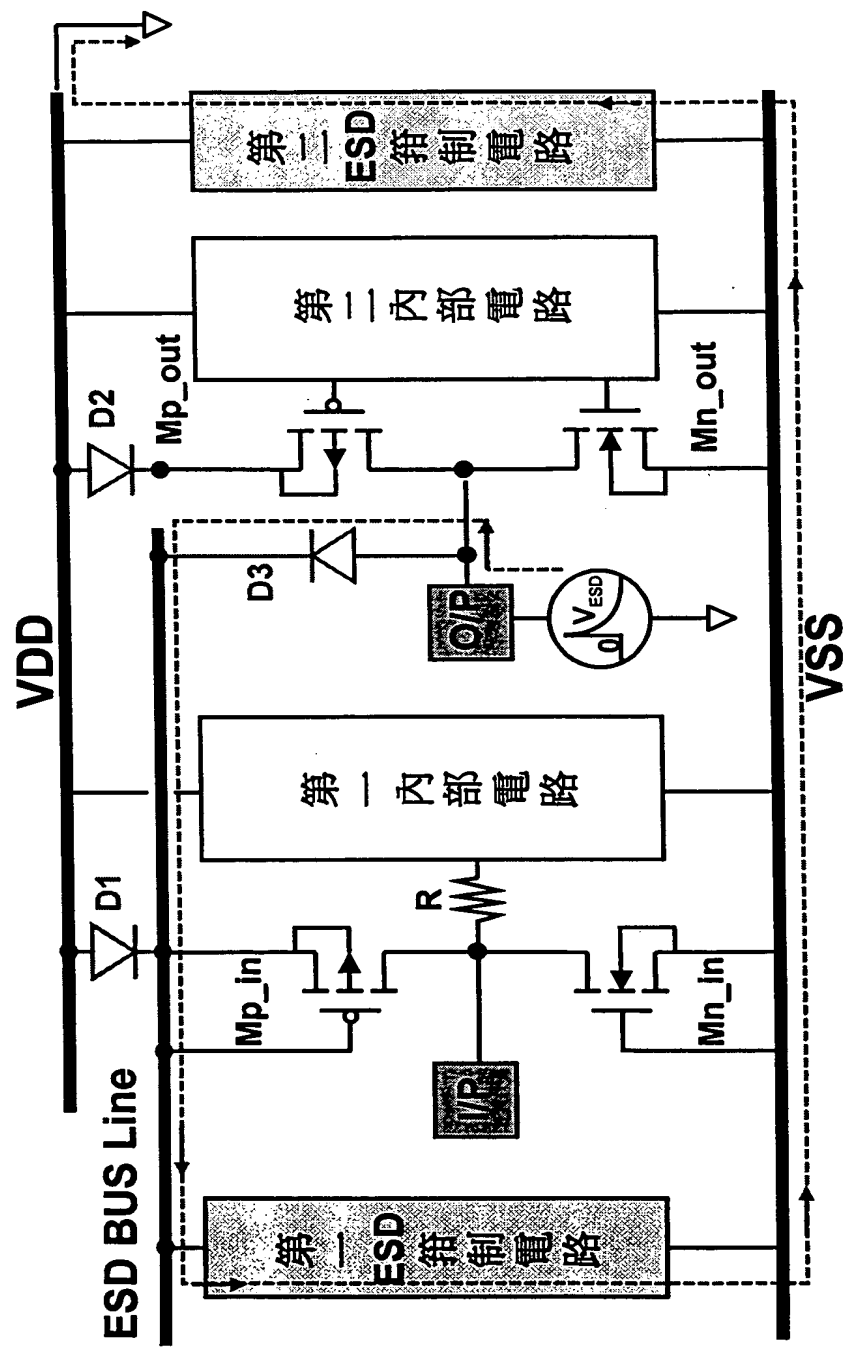 VDD
ESD BUS Line
D1
D2
D3
Mp_in
Mp_out
第一ESD箝制電路
I/P
R
第一內部電路
O/P
VESD
0
第二內部電路
第二ESD箝制電路
Mn_in
Mn_out
VSS